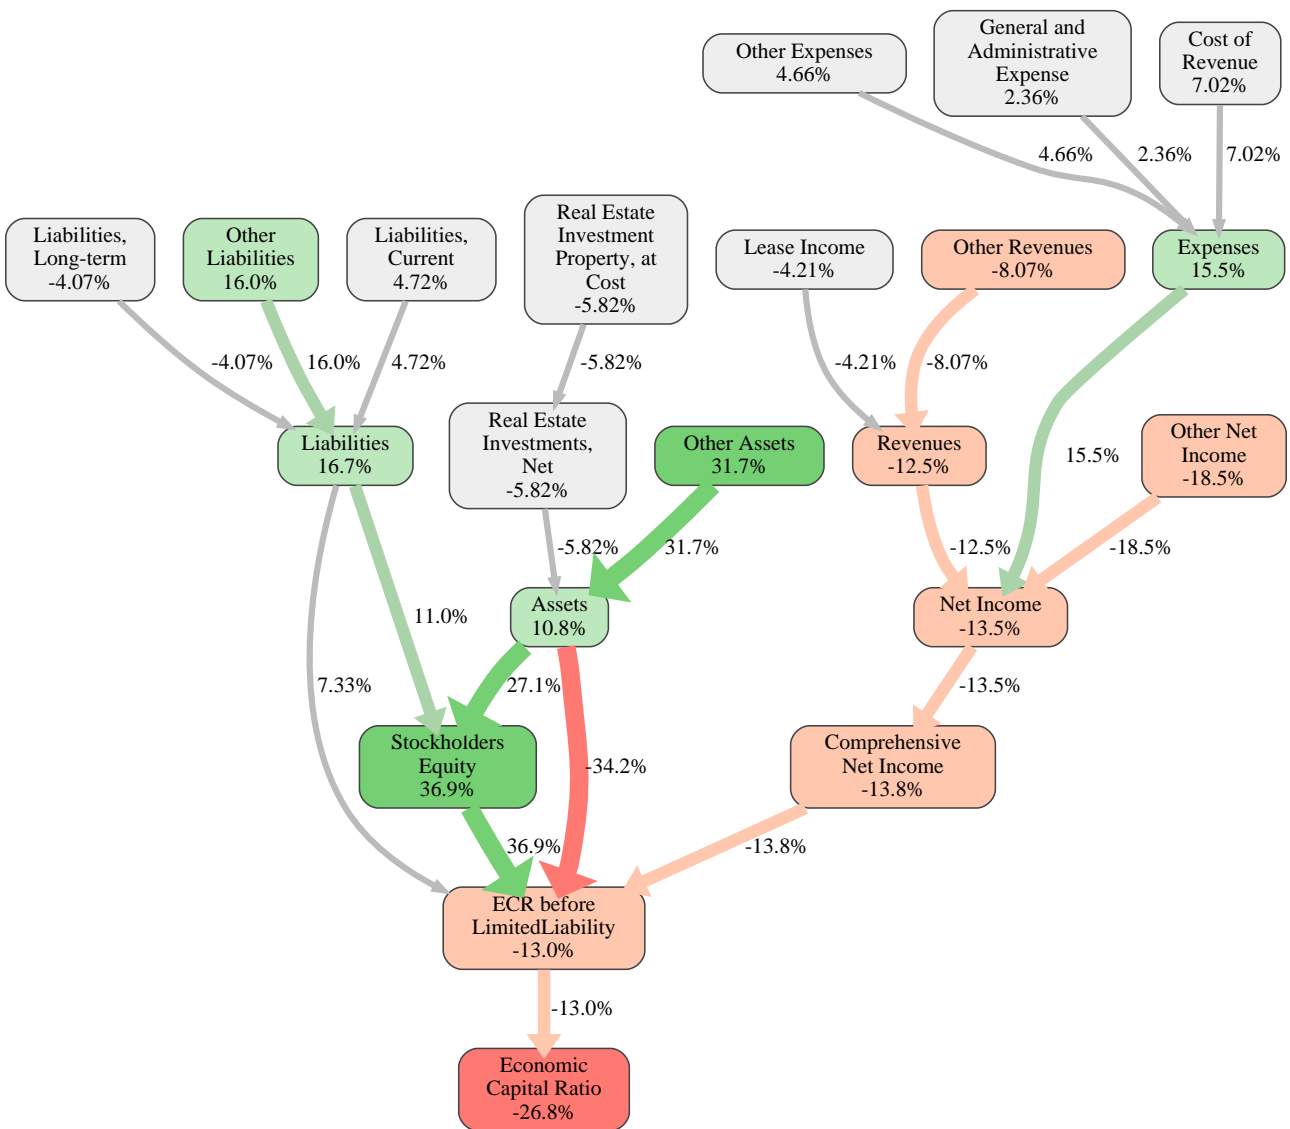 Other Expenses
4.66%
General and
Administrative
Expense
2.36%
Cost of
Revenue
7.02%
4.66%
2.36%
7.02%
Liabilities,
Long-term
-4.07%
Other
Liabilities
16.0%
Liabilities,
Current
4.72%
Real Estate
Investment
Property, at
Cost
-5.82%
Lease Income
-4.21%
Other Revenues
-8.07%
Expenses
15.5%
-4.07%
16.0%
4.72%
-5.82%
-4.21%
-8.07%
Liabilities
16.7%
Real Estate
Investments,
Net
-5.82%
Other Assets
31.7%
Revenues
-12.5%
15.5%
Other Net
Income
-18.5%
-5.82%
31.7%
-12.5%
-18.5%
11.0%
Assets
10.8%
Net Income
-13.5%
7.33%
27.1%
-13.5%
Stockholders
Equity
36.9%
-34.2%
Comprehensive
Net Income
-13.8%
36.9%
-13.8%
ECR before
LimitedLiability
-13.0%
-13.0%
Economic
Capital Ratio
-26.8%